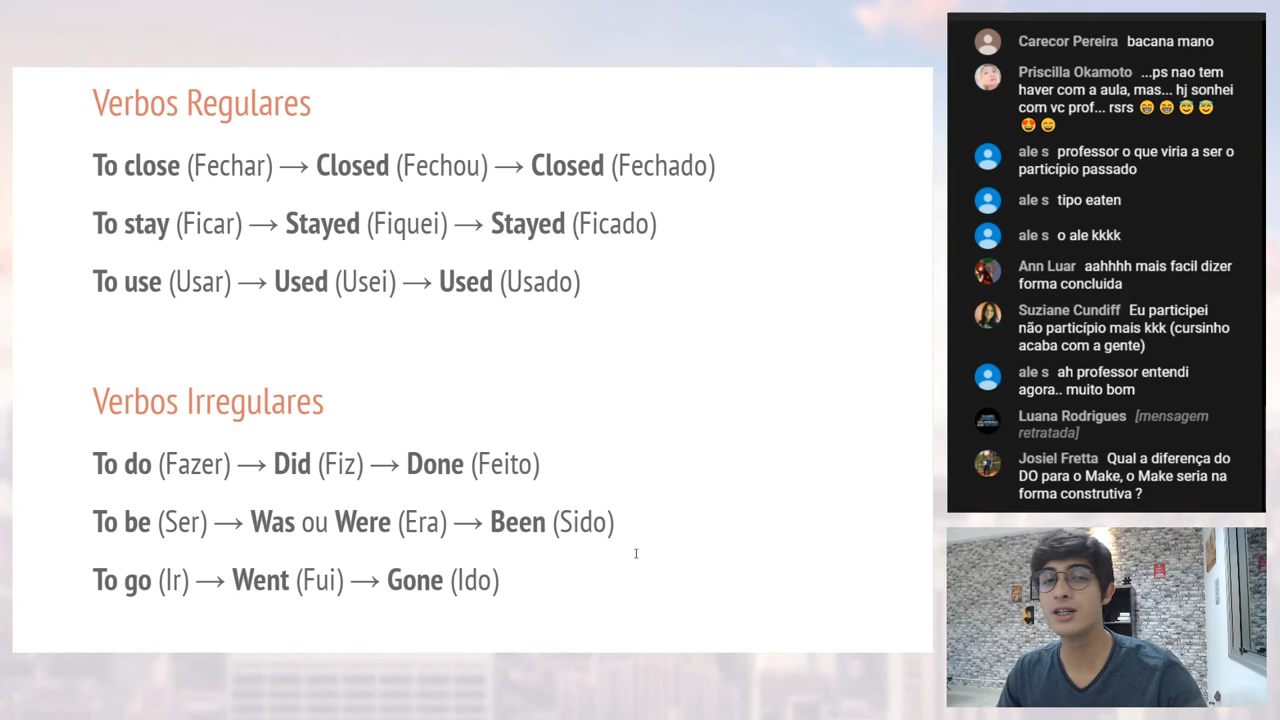 Verbos Regulares
To close (Fechar) → Closed (Fechou) → Closed (Fechado)
To stay (Ficar) → Stayed (Fiquei) → Stayed (Ficado)
To use (Usar) → Used (Usei) → Used (Usado)
Verbos Irregulares
To do (Fazer) → Did (Fiz) → Done (Feito)
To be (Ser) → Was ou Were (Era) → Been (Sido)
To go (Ir) → Went (Fui) → Gone (Ido)
Carecor Pereira bacana mano
Priscilla Okamoto ...ps nao tem
haver com a aula, mas... hj sonhei
com vc prof... rsrs 😁 😁 😇 😇
😍 😄
ale s professor o que viria a ser o
particípio passado
ale s tipo eaten
ale s o ale kkkk
Ann Luar aahhhh mais facil dizer
forma concluida
Suziane Cundiff Eu participei
não particípio mais kkk (cursinho
acaba com a gente)
ale s ah professor entendi
agora.. muito bom
Luana Rodrigues [mensagem
retratada]
Josiel Fretta Qual a diferença do
DO para o Make, o Make seria na
forma construtiva ?